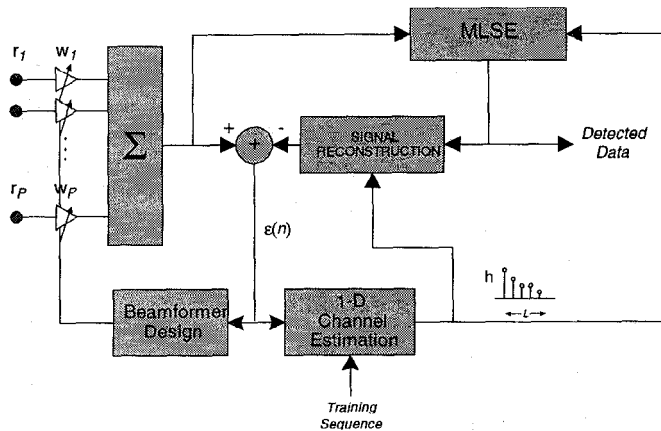 r1
w1
MLSE
Σ
+
-
+
SIGNAL
RECONSTRUCTION
Detected
Data
rP
wP
ε(n)
h
L
Beamformer
Design
1-D
Channel
Estimation
Training
Sequence